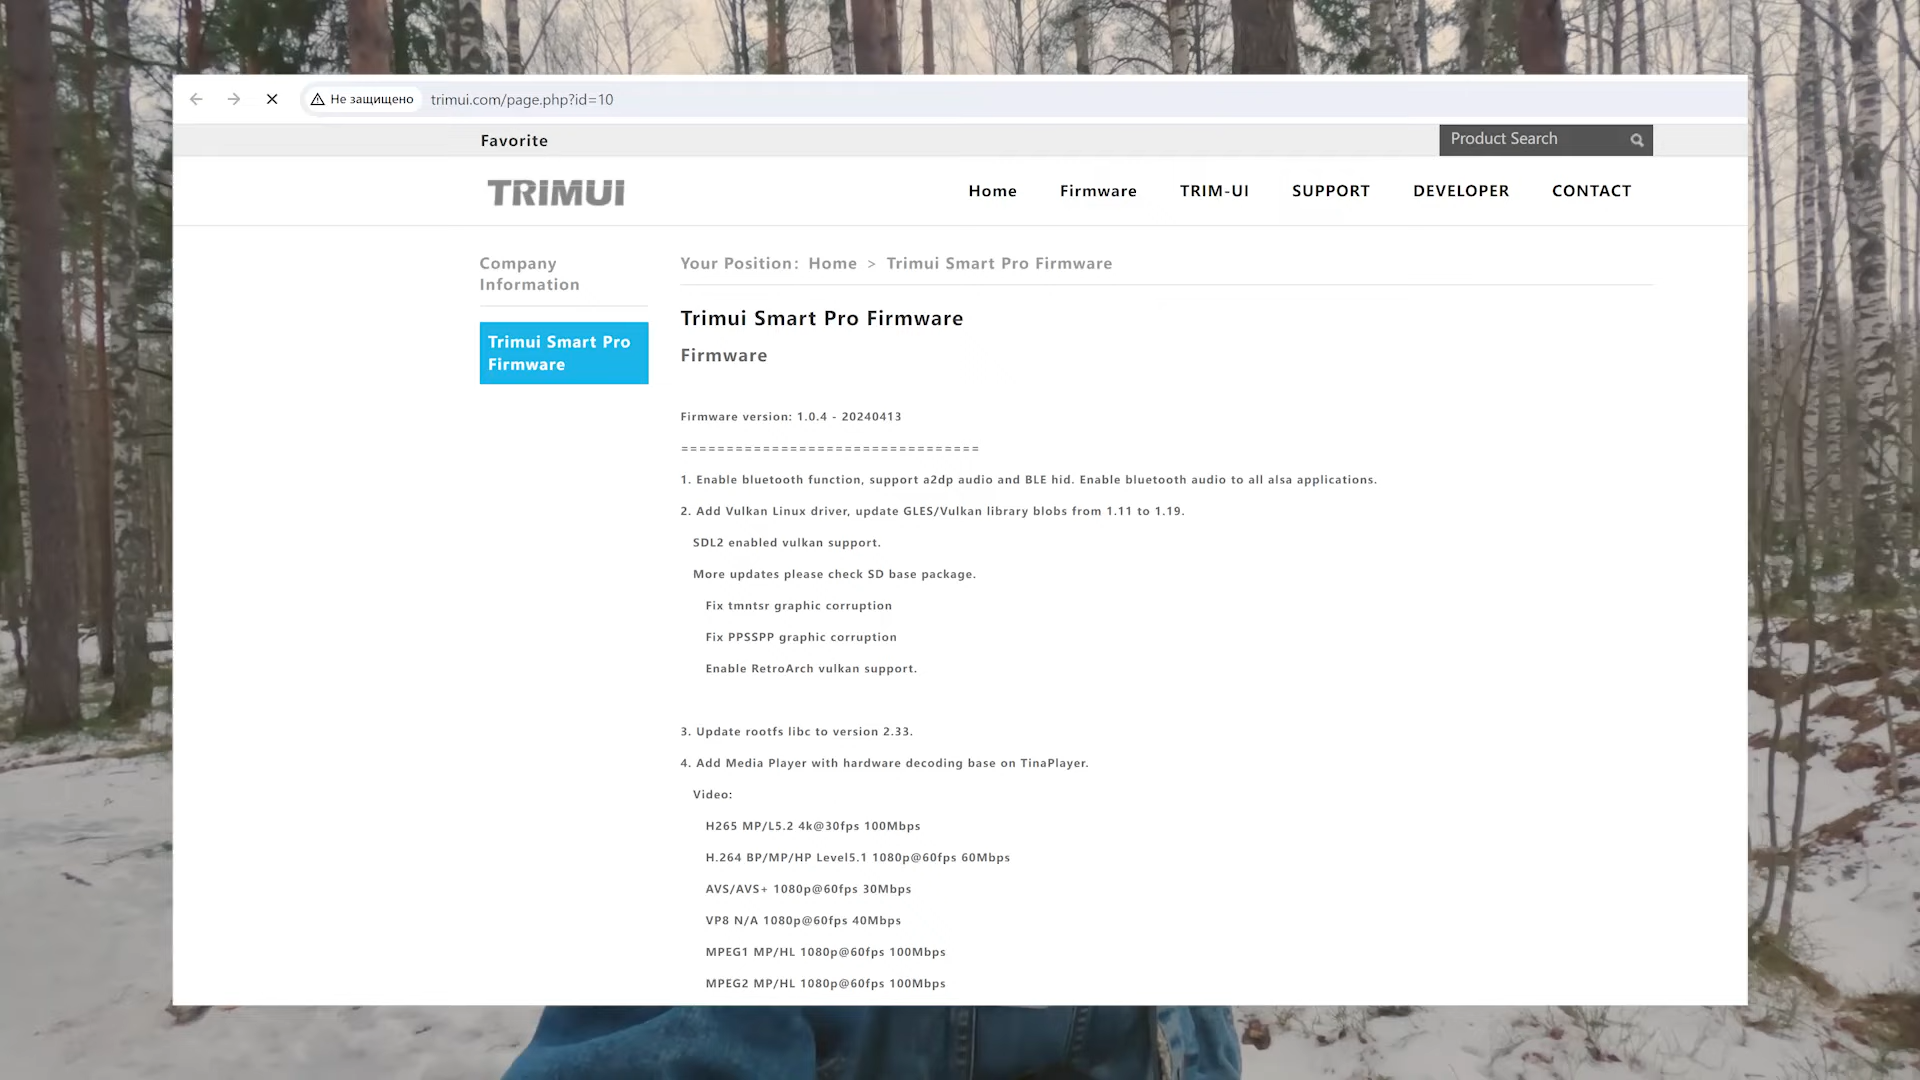 Не защищено
trimui.com/page.php?id=10
Favorite
Product Search
TRIMUI
Home
Firmware
TRIM-UI
SUPPORT
DEVELOPER
CONTACT
Company
Information
Trimui Smart Pro
Firmware
Your Position: Home > Trimui Smart Pro Firmware
Trimui Smart Pro Firmware
Firmware
Firmware version: 1.0.4 - 20240413
=================================
1. Enable bluetooth function, support a2dp audio and BLE hid. Enable bluetooth audio to all alsa applications.
2. Add Vulkan Linux driver, update GLES/Vulkan library blobs from 1.11 to 1.19.
SDL2 enabled vulkan support.
More updates please check SD base package.
Fix tmntsr graphic corruption
Fix PPSSPP graphic corruption
Enable RetroArch vulkan support.
3. Update rootfs libc to version 2.33.
4. Add Media Player with hardware decoding base on TinaPlayer.
Video:
H265 MP/L5.2 4k@30fps 100Mbps
H.264 BP/MP/HP Level5.1 1080p@60fps 60Mbps
AVS/AVS+ 1080p@60fps 30Mbps
VP8 N/A 1080p@60fps 40Mbps
MPEG1 MP/HL 1080p@60fps 100Mbps
MPEG2 MP/HL 1080p@60fps 100Mbps